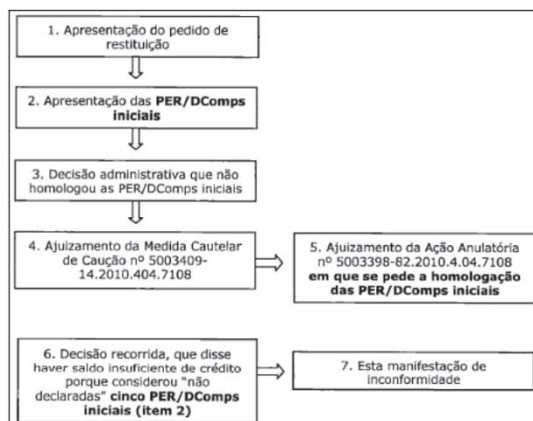 1. Apresentação do pedido de
restituição
2. Apresentação das PER/DComps
iniciais
3. Decisão administrativa que não
homologou as PER/DComps iniciais
4. Ajuizamento da Medida Cautelar
de Caução nº 5003409-
14.2010.404.7108
5. Ajuizamento da Ação Anulatória
nº 5003398-82.2010.4.04.7108
em que se pede a homologação
das PER/DComps iniciais
6. Decisão recorrida, que disse
haver saldo insuficiente de crédito
porque considerou "não
declaradas" cinco PER/DComps
iniciais (item 2)
7. Esta manifestação de
inconformidade